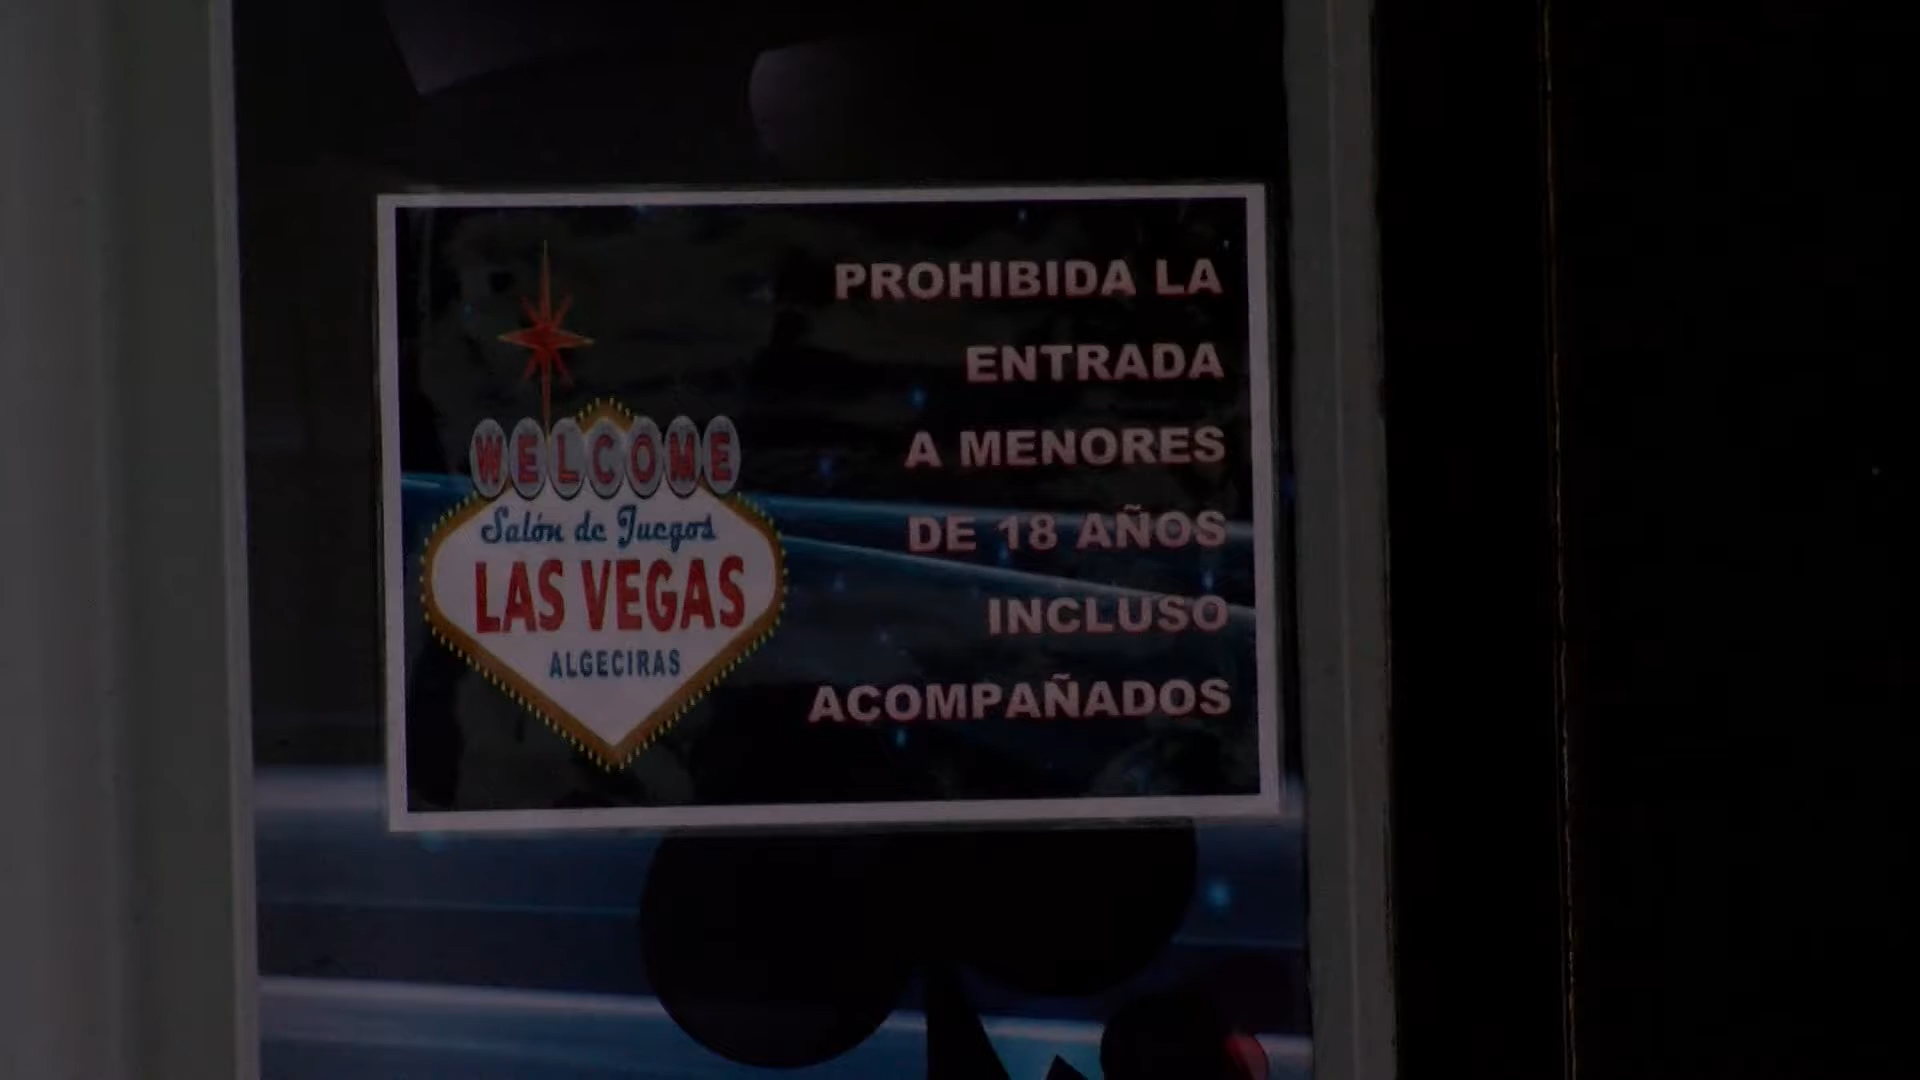 WELCOME
Salón de Juegos
LAS VEGAS
ALGECIRAS
PROHIBIDA LA
ENTRADA
A MENORES
DE 18 AÑOS
INCLUSO
ACOMPAÑADOS